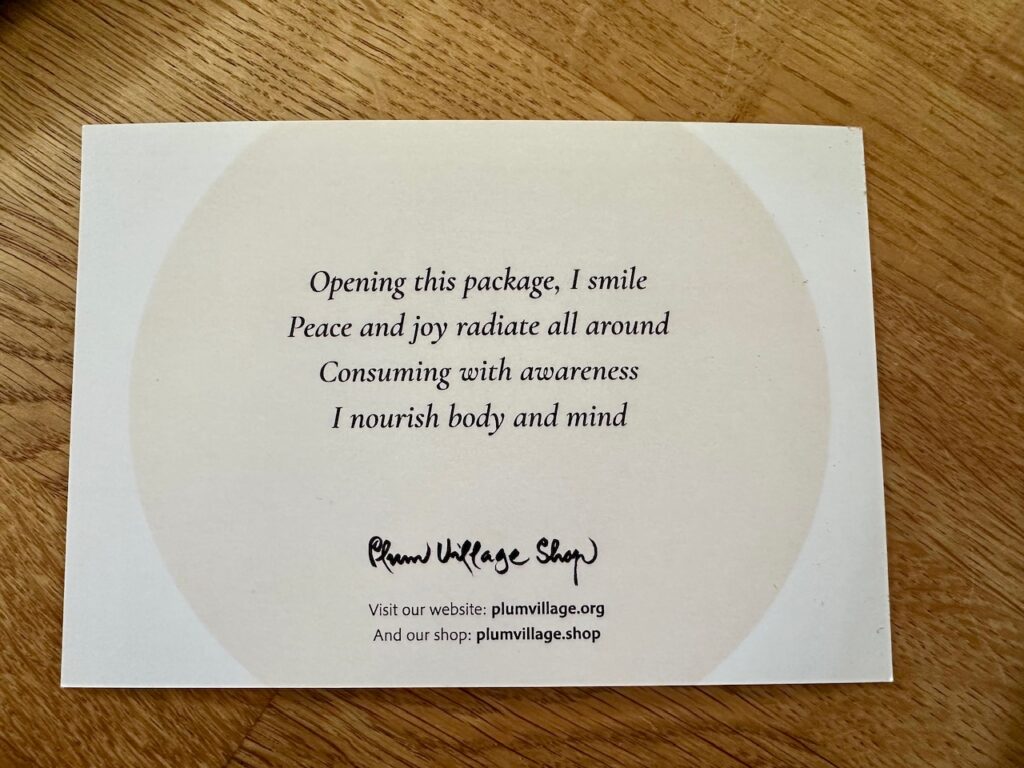 Opening this package, I smile
Peace and joy radiate all around
Consuming with awareness
I nourish body and mind
Plum Village Shop
Visit our website: plumvillage.org
And our shop: plumvillage.shop